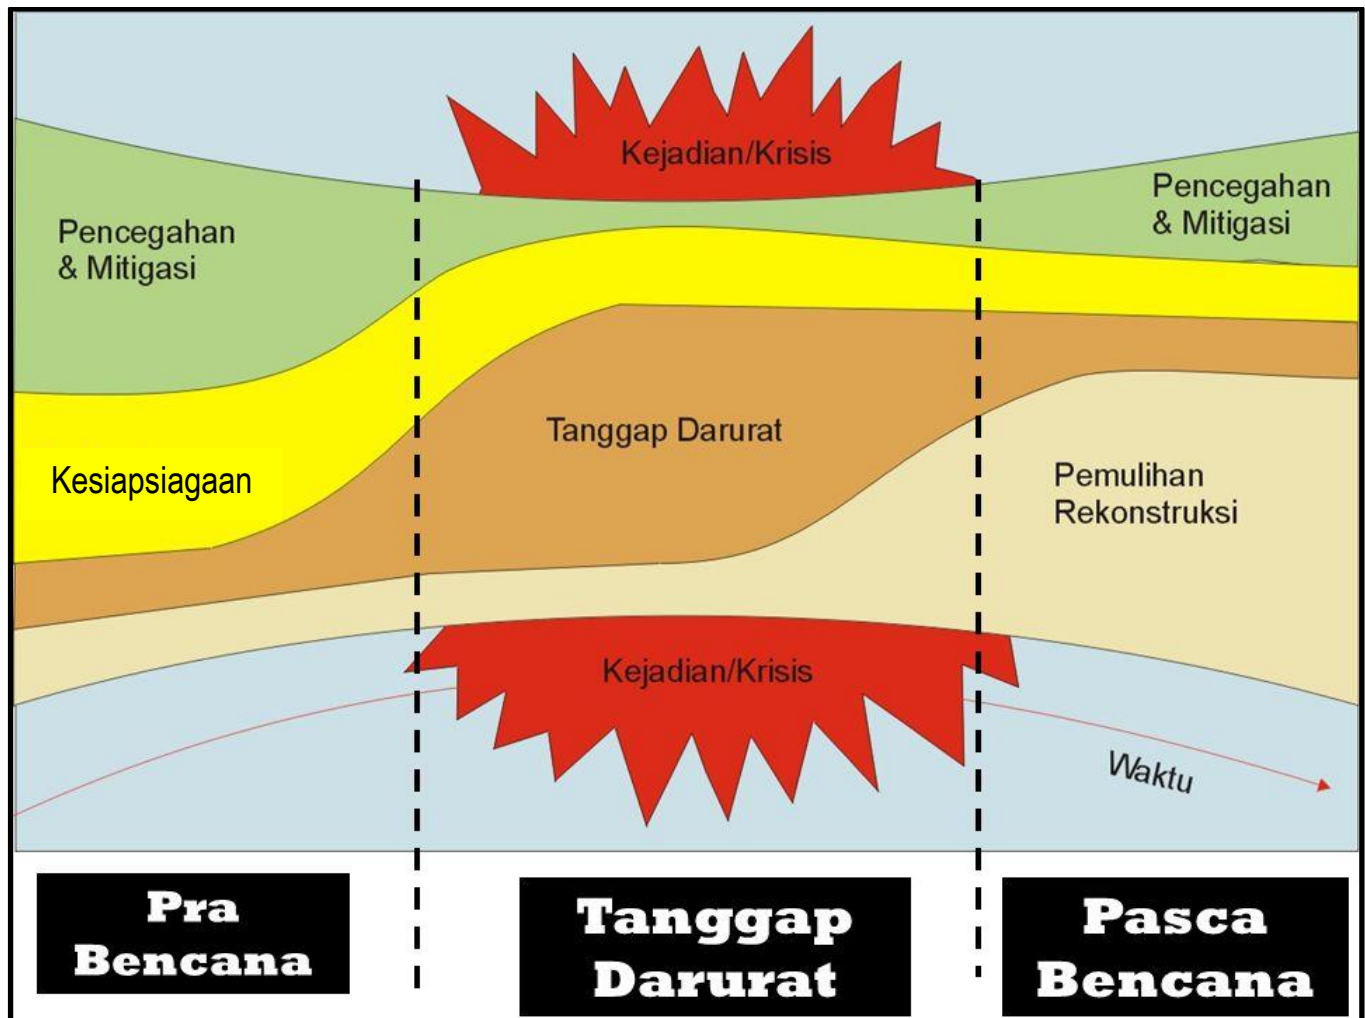 Kejadian/Krisis
Pencegahan
& Mitigasi
Pencegahan
& Mitigasi
Tanggap Darurat
Kesiapsiagaan
Pemulihan
Rekonstruksi
Kejadian/Krisis
Waktu
Pra
Bencana
Tanggap
Darurat
Pasca
Bencana